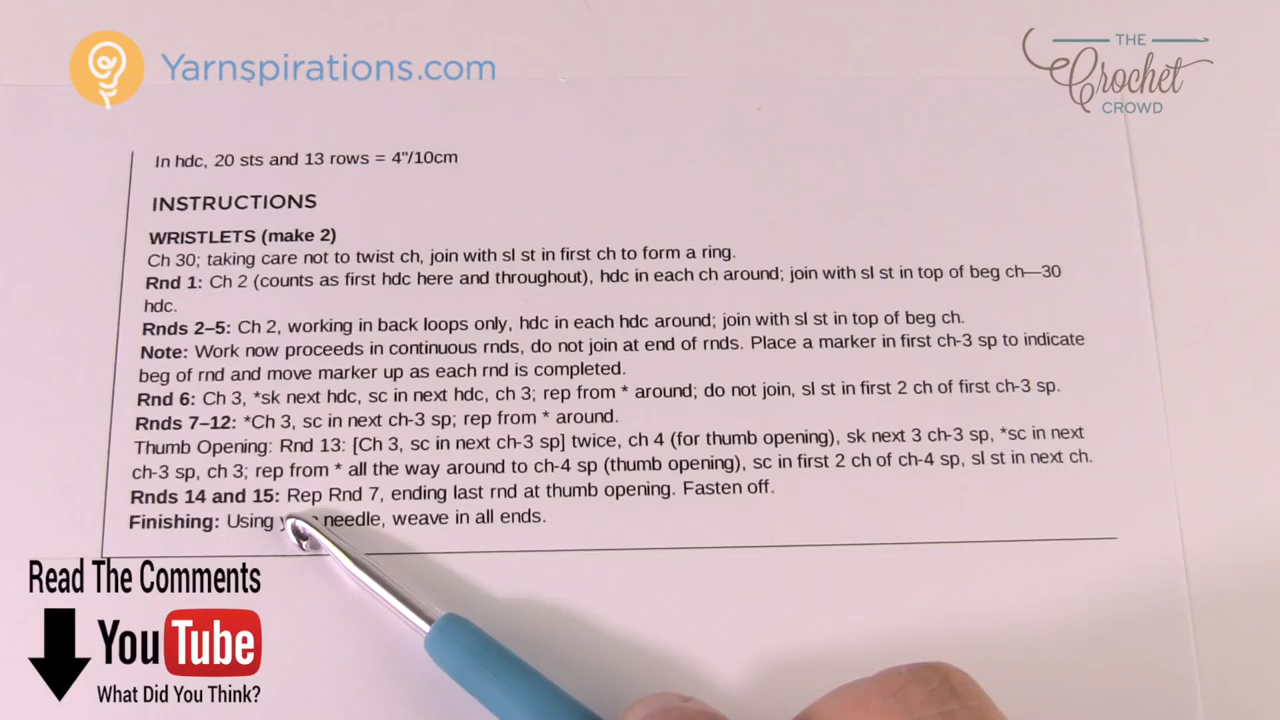 Yarnspirations.com
THE
Crochet
CROWD
In hdc, 20 sts and 13 rows = 4"/10cm
INSTRUCTIONS
WRISTLETS (make 2)
Ch 30; taking care not to twist ch, join with sl st in first ch to form a ring.
Rnd 1: Ch 2 (counts as first hdc here and throughout), hdc in each ch around; join with sl st in top of beg ch—30
hdc.
Rnds 2–5: Ch 2, working in back loops only, hdc in each hdc around; join with sl st in top of beg ch.
Note: Work now proceeds in continuous rnds, do not join at end of rnds. Place a marker in first ch-3 sp to indicate
beg of rnd and move marker up as each rnd is completed.
Rnd 6: Ch 3, *sk next hdc, sc in next hdc, ch 3; rep from * around; do not join, sl st in first 2 ch of first ch-3 sp.
Rnds 7–12: *Ch 3, sc in next ch-3 sp; rep from * around.
Thumb Opening: Rnd 13: [Ch 3, sc in next ch-3 sp] twice, ch 4 (for thumb opening), sk next 3 ch-3 sp, *sc in next
ch-3 sp, ch 3; rep from * all the way around to ch-4 sp (thumb opening), sc in first 2 ch of ch-4 sp, sl st in next ch.
Rnds 14 and 15: Rep Rnd 7, ending last rnd at thumb opening. Fasten off.
Finishing: Using needle, weave in all ends.
Read The Comments
YouTube
What Did You Think?